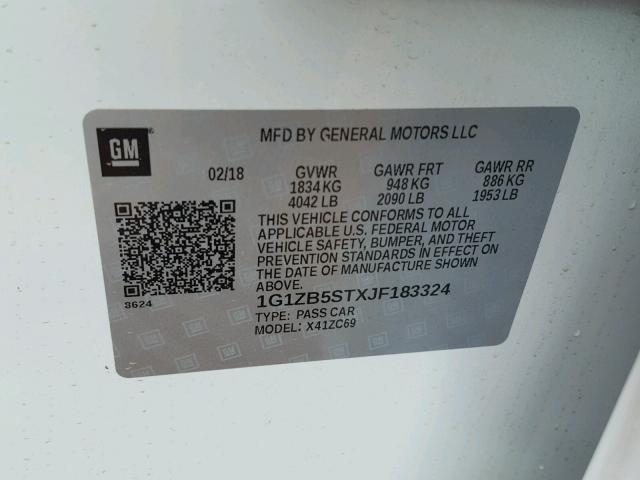 GM
MFD BY GENERAL MOTORS LLC
02/18 GVWR GAWR FRT GAWR RR
1834 KG 948 KG 886 KG
4042 LB 2090 LB 1953 LB
THIS VEHICLE CONFORMS TO ALL
APPLICABLE U.S. FEDERAL MOTOR
VEHICLE SAFETY, BUMPER, AND THEFT
PREVENTION STANDARDS IN EFFECT ON
THE DATE OF MANUFACTURE SHOWN
ABOVE.
3624
1G1ZB5STXJF183324
TYPE: PASS CAR
MODEL: X41ZC69